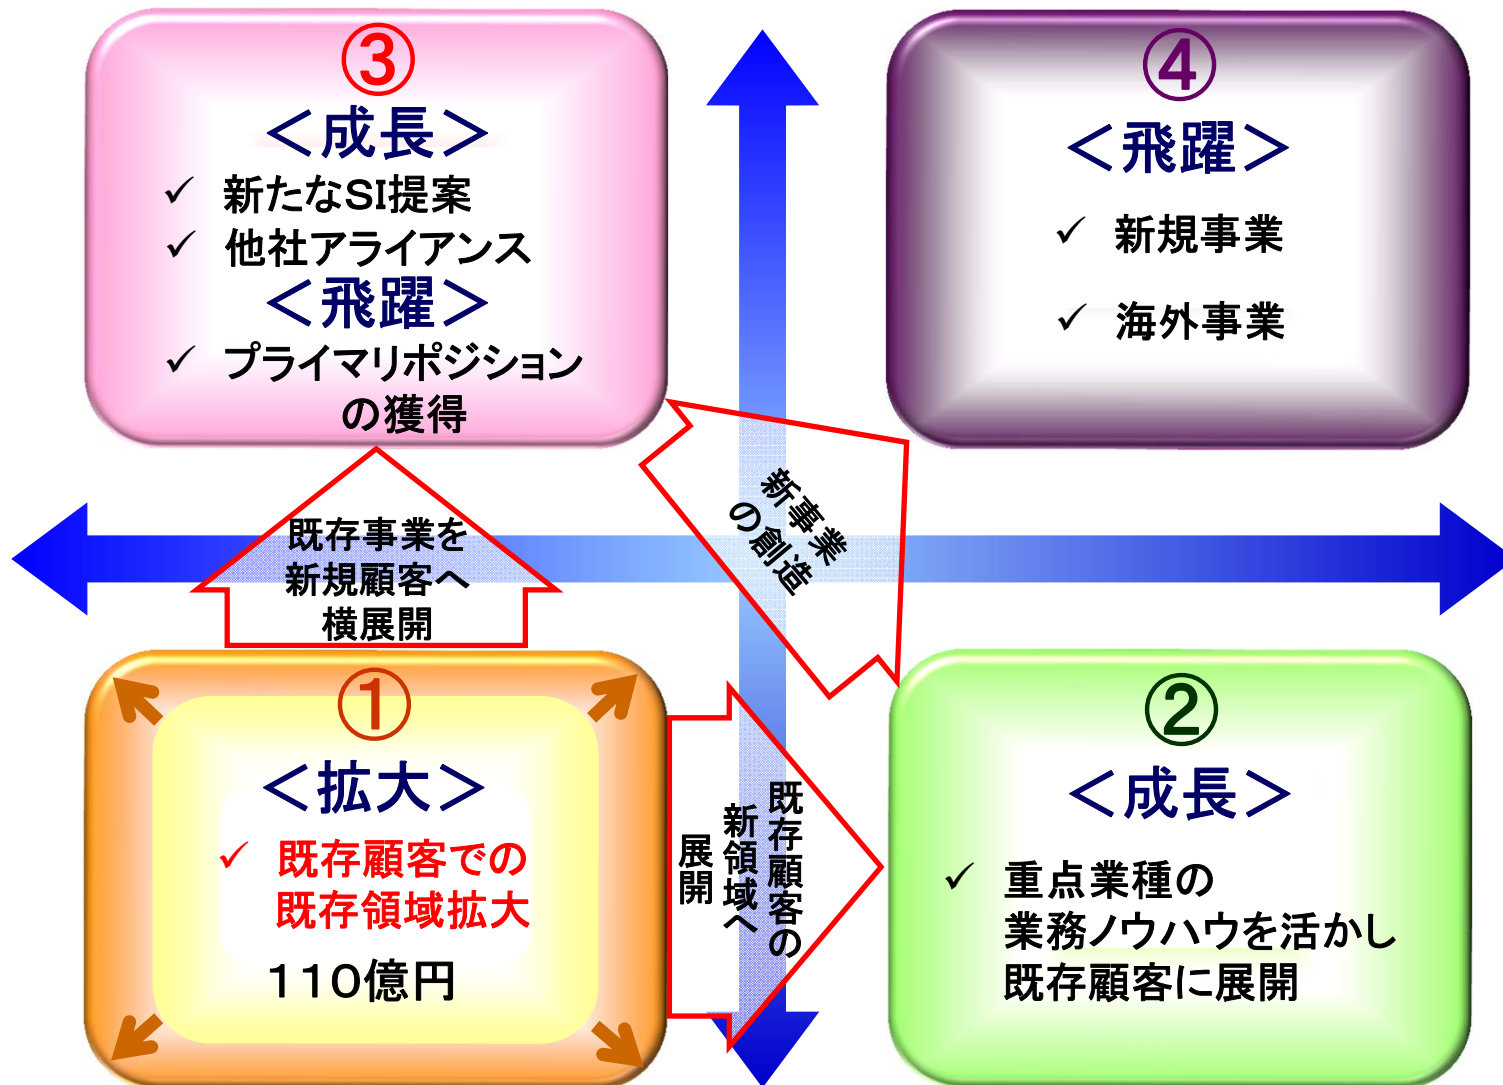 ③
＜成長＞
✓ 新たなSI提案
✓ 他社アライアンス
＜飛躍＞
✓ プライマリポジション
の獲得
④
＜飛躍＞
✓ 新規事業
✓ 海外事業
既存事業を
新規顧客へ
横展開
新事業
の創造
①
＜拡大＞
✓ 既存顧客での
既存領域拡大
110億円
既存顧客の
新領域へ
展開
②
＜成長＞
✓ 重点業種の
業務ノウハウを活かし
既存顧客に展開